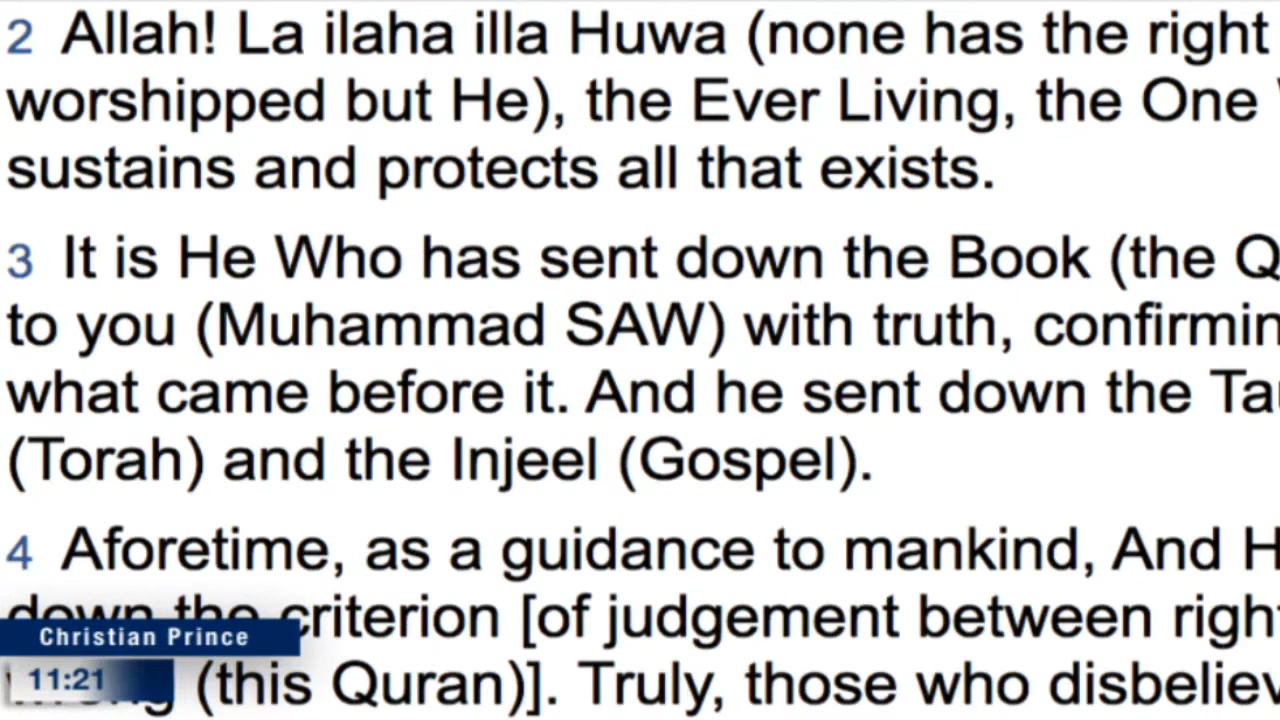 2 Allah! La ilaha illa Huwa (none has the right
worshipped but He), the Ever Living, the One
sustains and protects all that exists.
3 It is He Who has sent down the Book (the Q
to you (Muhammad SAW) with truth, confirmin
what came before it. And he sent down the Ta
(Torah) and the Injeel (Gospel).
4 Aforetime, as a guidance to mankind, And H
down the criterion [of judgement between right
Christian Prince
11:21
wrong (this Quran)]. Truly, those who disbeliev